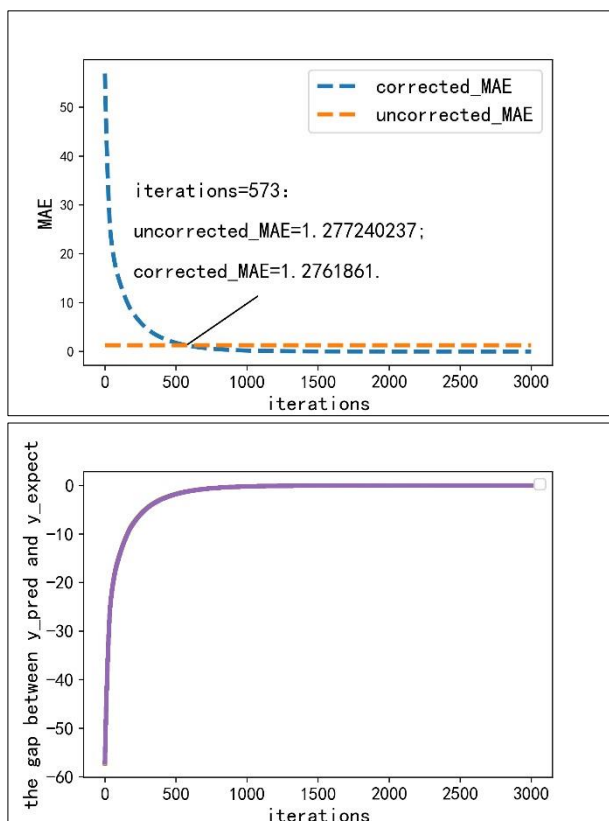 corrected_MAE
uncorrected_MAE
iterations=573:
uncorrected_MAE=1.277240237;
corrected_MAE=1.2761861.
MAE
50
40
30
20
10
0
0 500 1000 1500 2000 2500 3000
iterations
the gap between y_pred and y_expect
0
-10
-20
-30
-40
-50
-60
0 500 1000 1500 2000 2500 3000
iterations